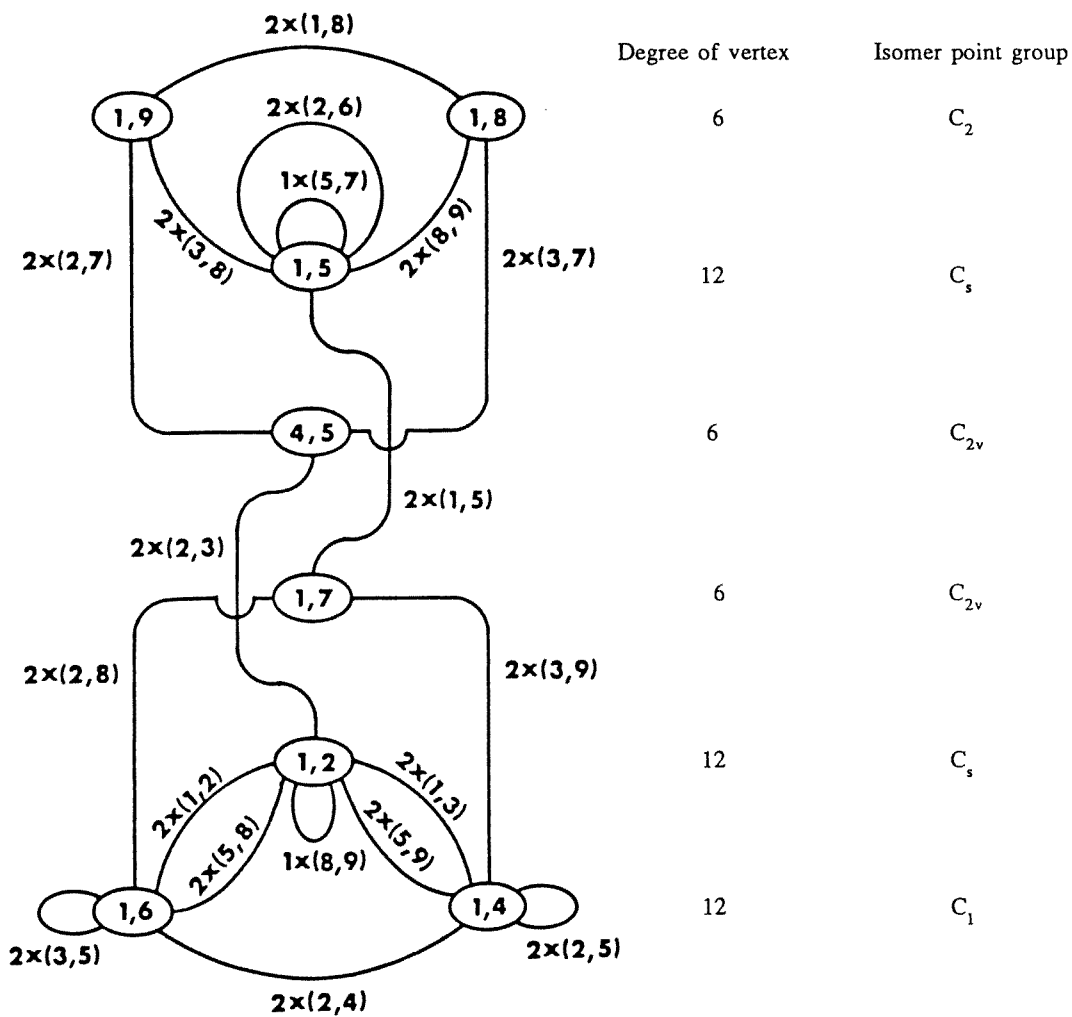 2×(1,8)
Degree of vertex Isomer point group
1,9 2×(2,6) 1,8 6 C₂
1×(5,7)
2×(3,8) 2×(8,9)
2×(2,7) 1,5 2×(3,7) 12 Cₛ
4,5 6 C₂ᵥ
2×(1,5)
2×(2,3)
1,7 6 C₂ᵥ
2×(2,8) 2×(3,9)
1,2 12 Cₛ
2×(1,2) 2×(1,3)
2×(5,8) 2×(5,9)
1×(8,9)
1,6 1,4 12 C₁
2×(3,5) 2×(2,5)
2×(2,4)